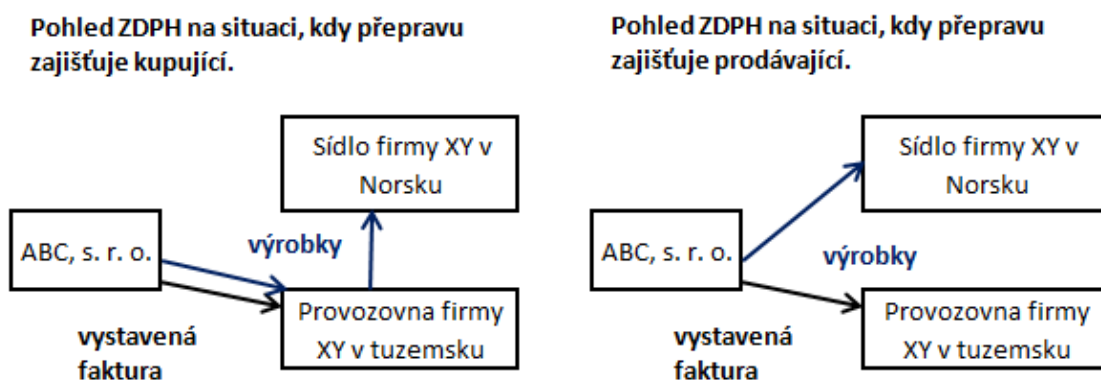 Pohled ZDPH na situaci, kdy přepravu
zajišťuje kupující.
Sídlo firmy XY v
Norsku
ABC, s. r. o.
výrobky
Provozovna firmy
XY v tuzemsku
vystavená
faktura
Pohled ZDPH na situaci, kdy přepravu
zajišťuje prodávající.
Sídlo firmy XY v
Norsku
ABC, s. r. o.
výrobky
Provozovna firmy
XY v tuzemsku
vystavená
faktura